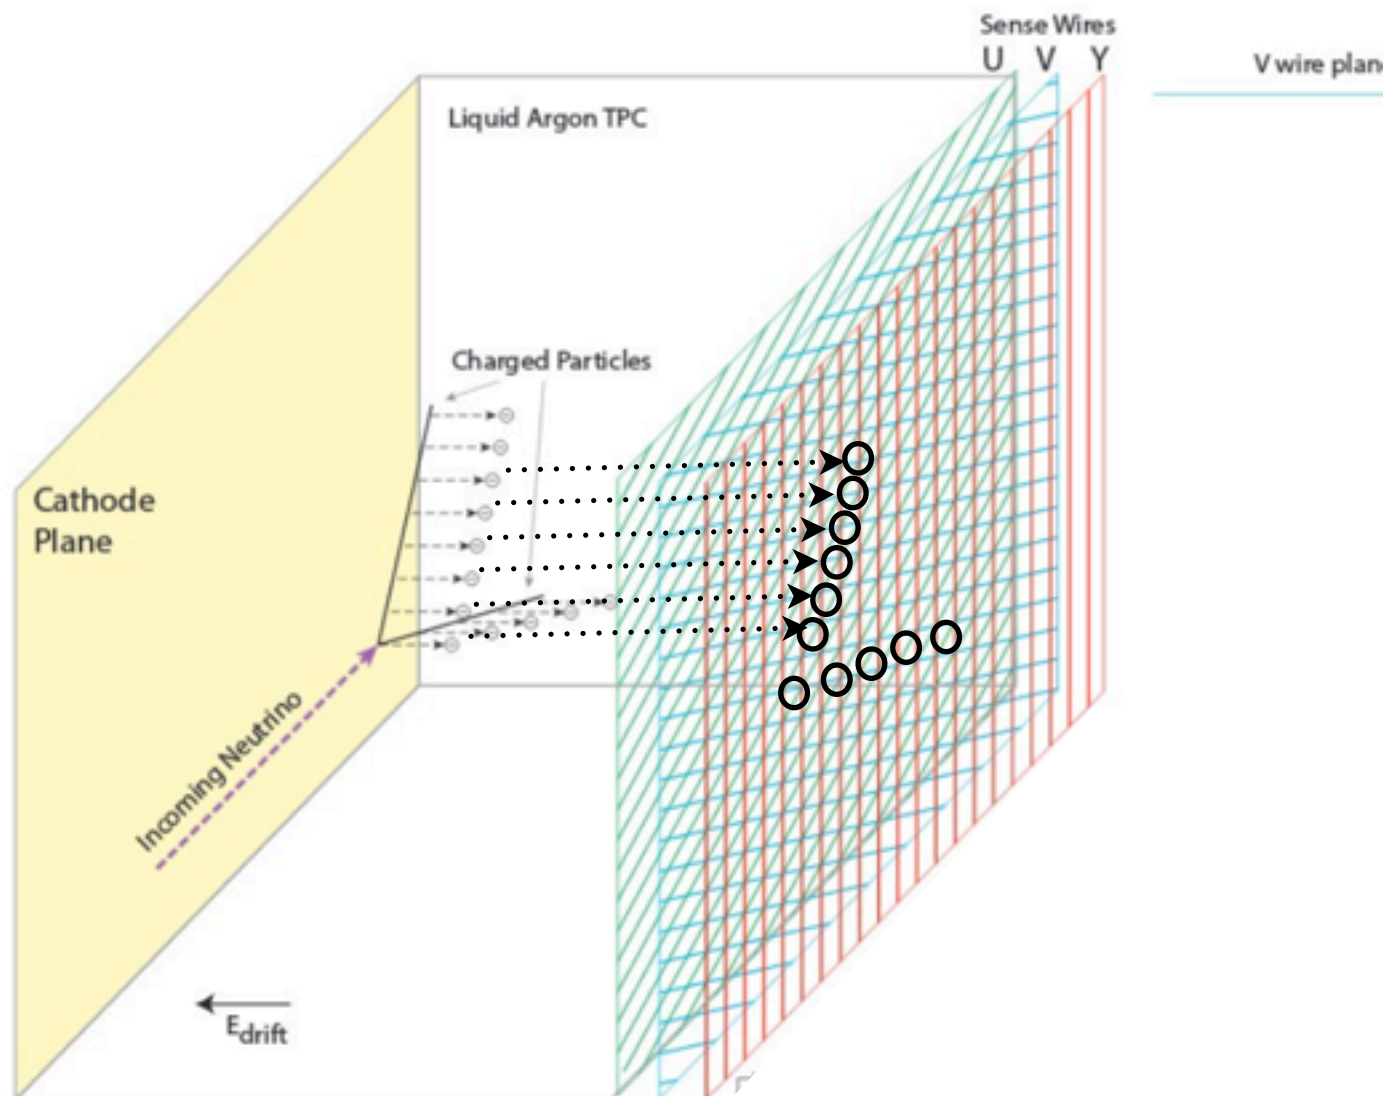 Sense Wires
U V Y
V wire plan
Liquid Argon TPC
Charged Particles
Cathode
Plane
Incoming Neutrino
Edrift